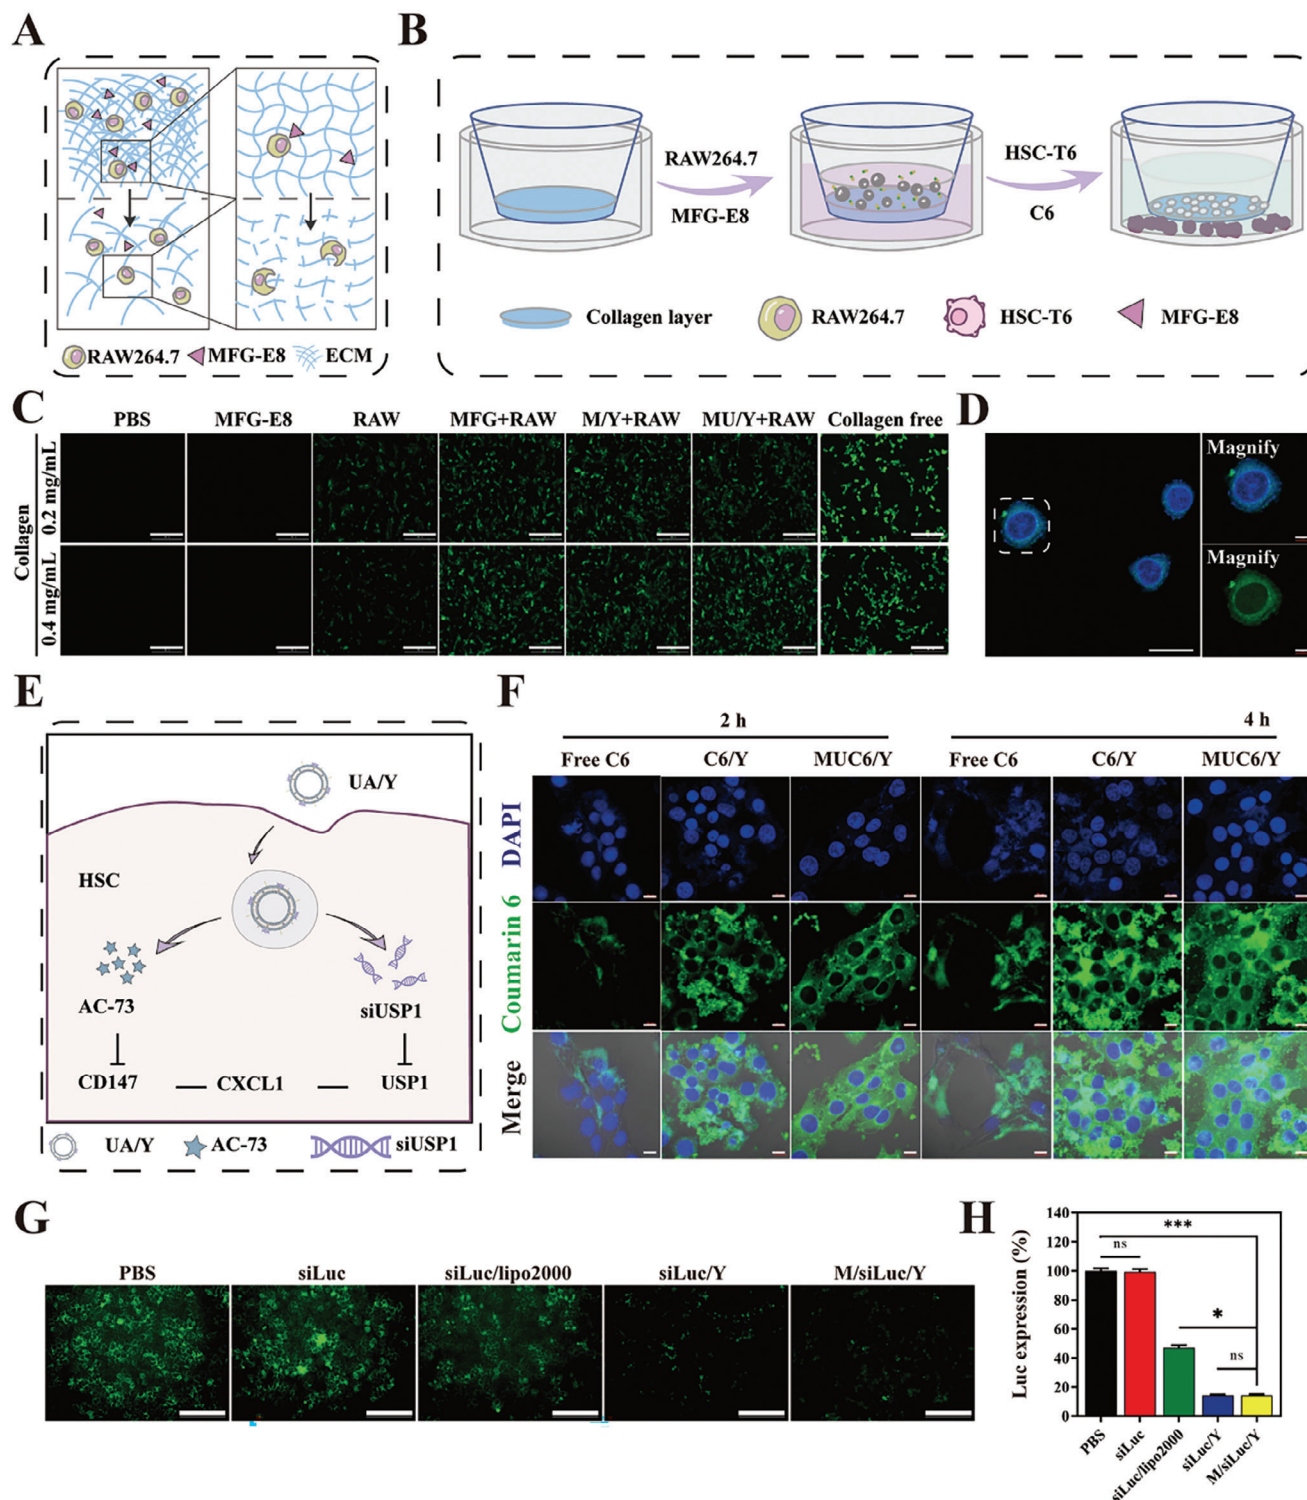 A
RAW264.7 MFG-E8 ECM
B
RAW264.7
MFG-E8
HSC-T6
C6
Collagen layer RAW264.7 HSC-T6 MFG-E8
C
PBS MFG-E8 RAW MFG+RAW M/Y+RAW MU/Y+RAW Collagen free
Collagen
0.2 mg/mL
0.4 mg/mL
D
Magnify
Magnify
E
UA/Y
HSC
AC-73
siUSP1
CD147 CXCL1 USP1
UA/Y AC-73 siUSP1
F
2 h 4 h
Free C6 C6/Y MUC6/Y Free C6 C6/Y MUC6/Y
DAPI
Coumarin 6
Merge
G
PBS siLuc siLuc/lipo2000 siLuc/Y M/siLuc/Y
H
Luc expression (%)
140
120
100
80
60
40
20
0
***
ns
*
ns
PBS
siLuc
siLuc/lipo2000
siLuc/Y
M/siLuc/Y